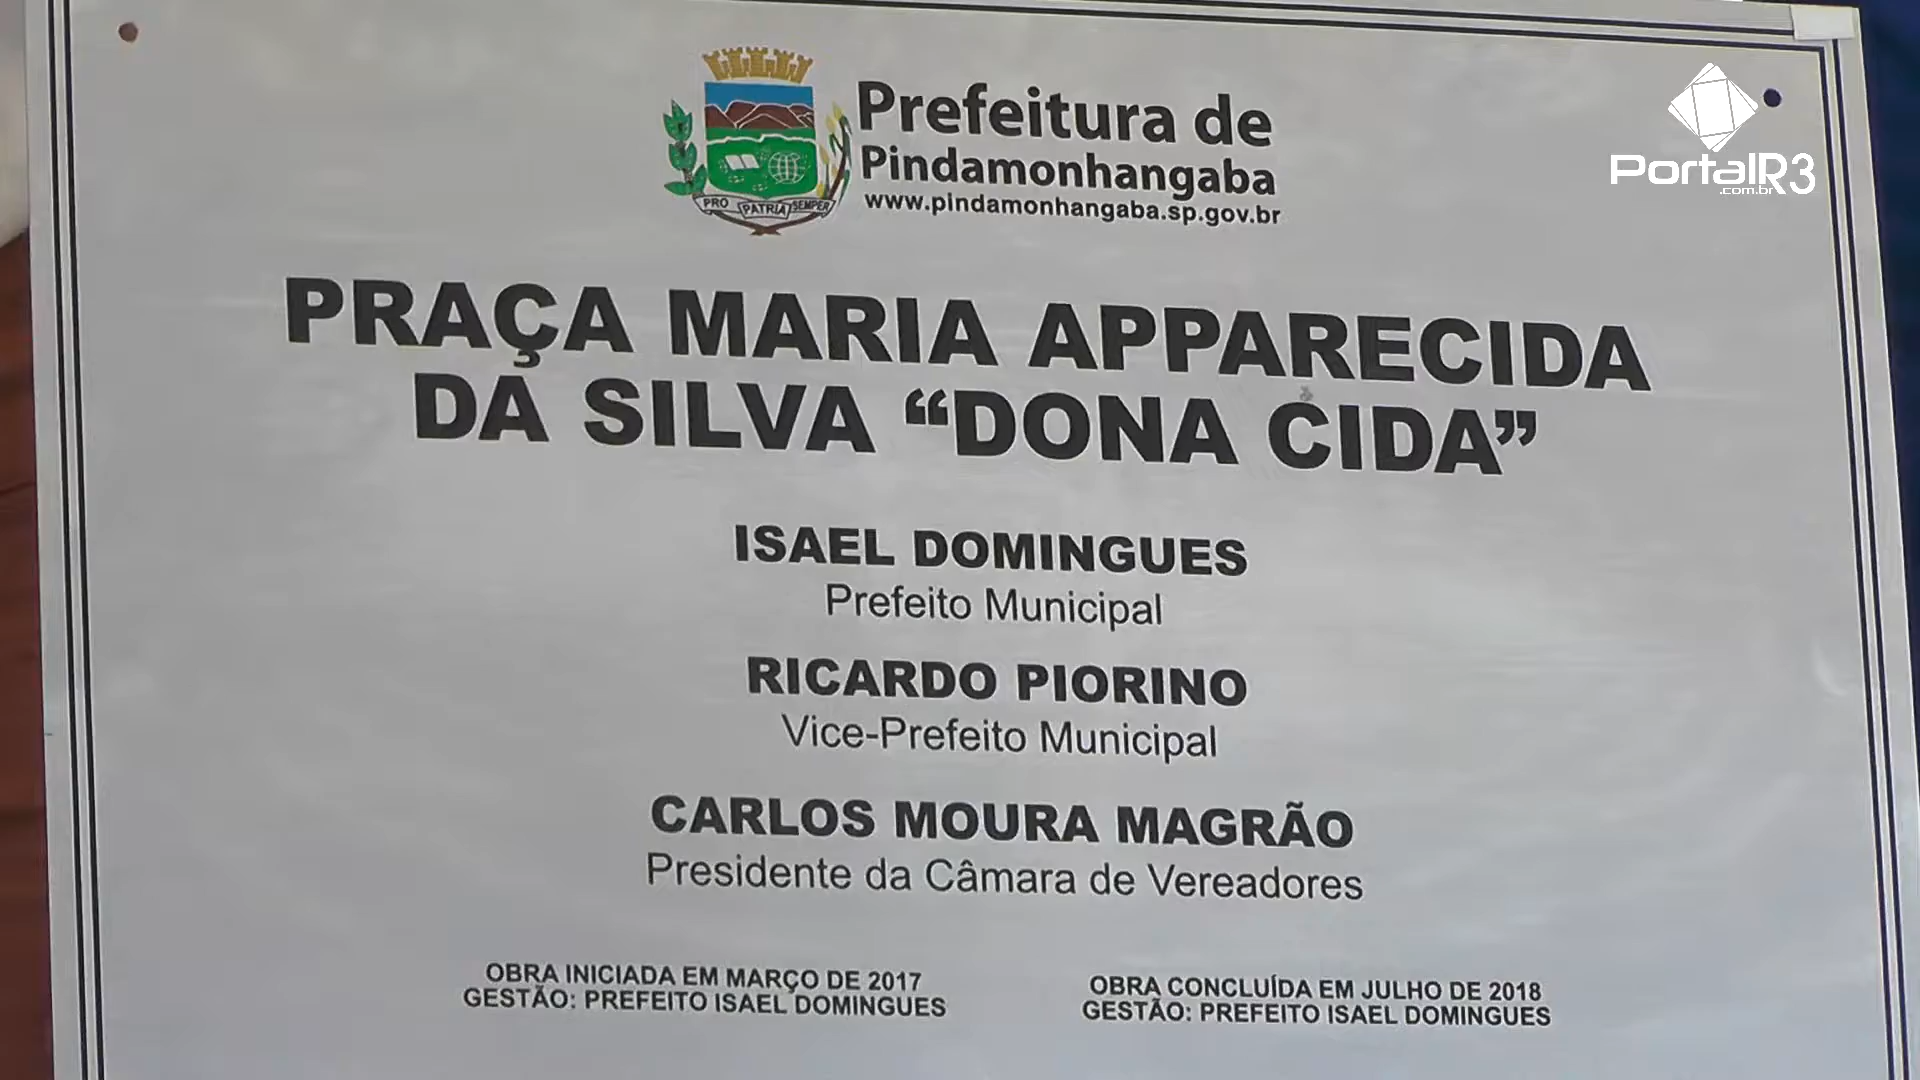 Prefeitura de
Pindamonhangaba
www.pindamonhangaba.sp.gov.br
PRO PATRIA SEMPER
PortalR3
.com.br
PRAÇA MARIA APPARECIDA
DA SILVA “DONA CIDA”
ISAEL DOMINGUES
Prefeito Municipal
RICARDO PIORINO
Vice-Prefeito Municipal
CARLOS MOURA MAGRÃO
Presidente da Câmara de Vereadores
OBRA INICIADA EM MARÇO DE 2017
GESTÃO: PREFEITO ISAEL DOMINGUES
OBRA CONCLUÍDA EM JULHO DE 2018
GESTÃO: PREFEITO ISAEL DOMINGUES